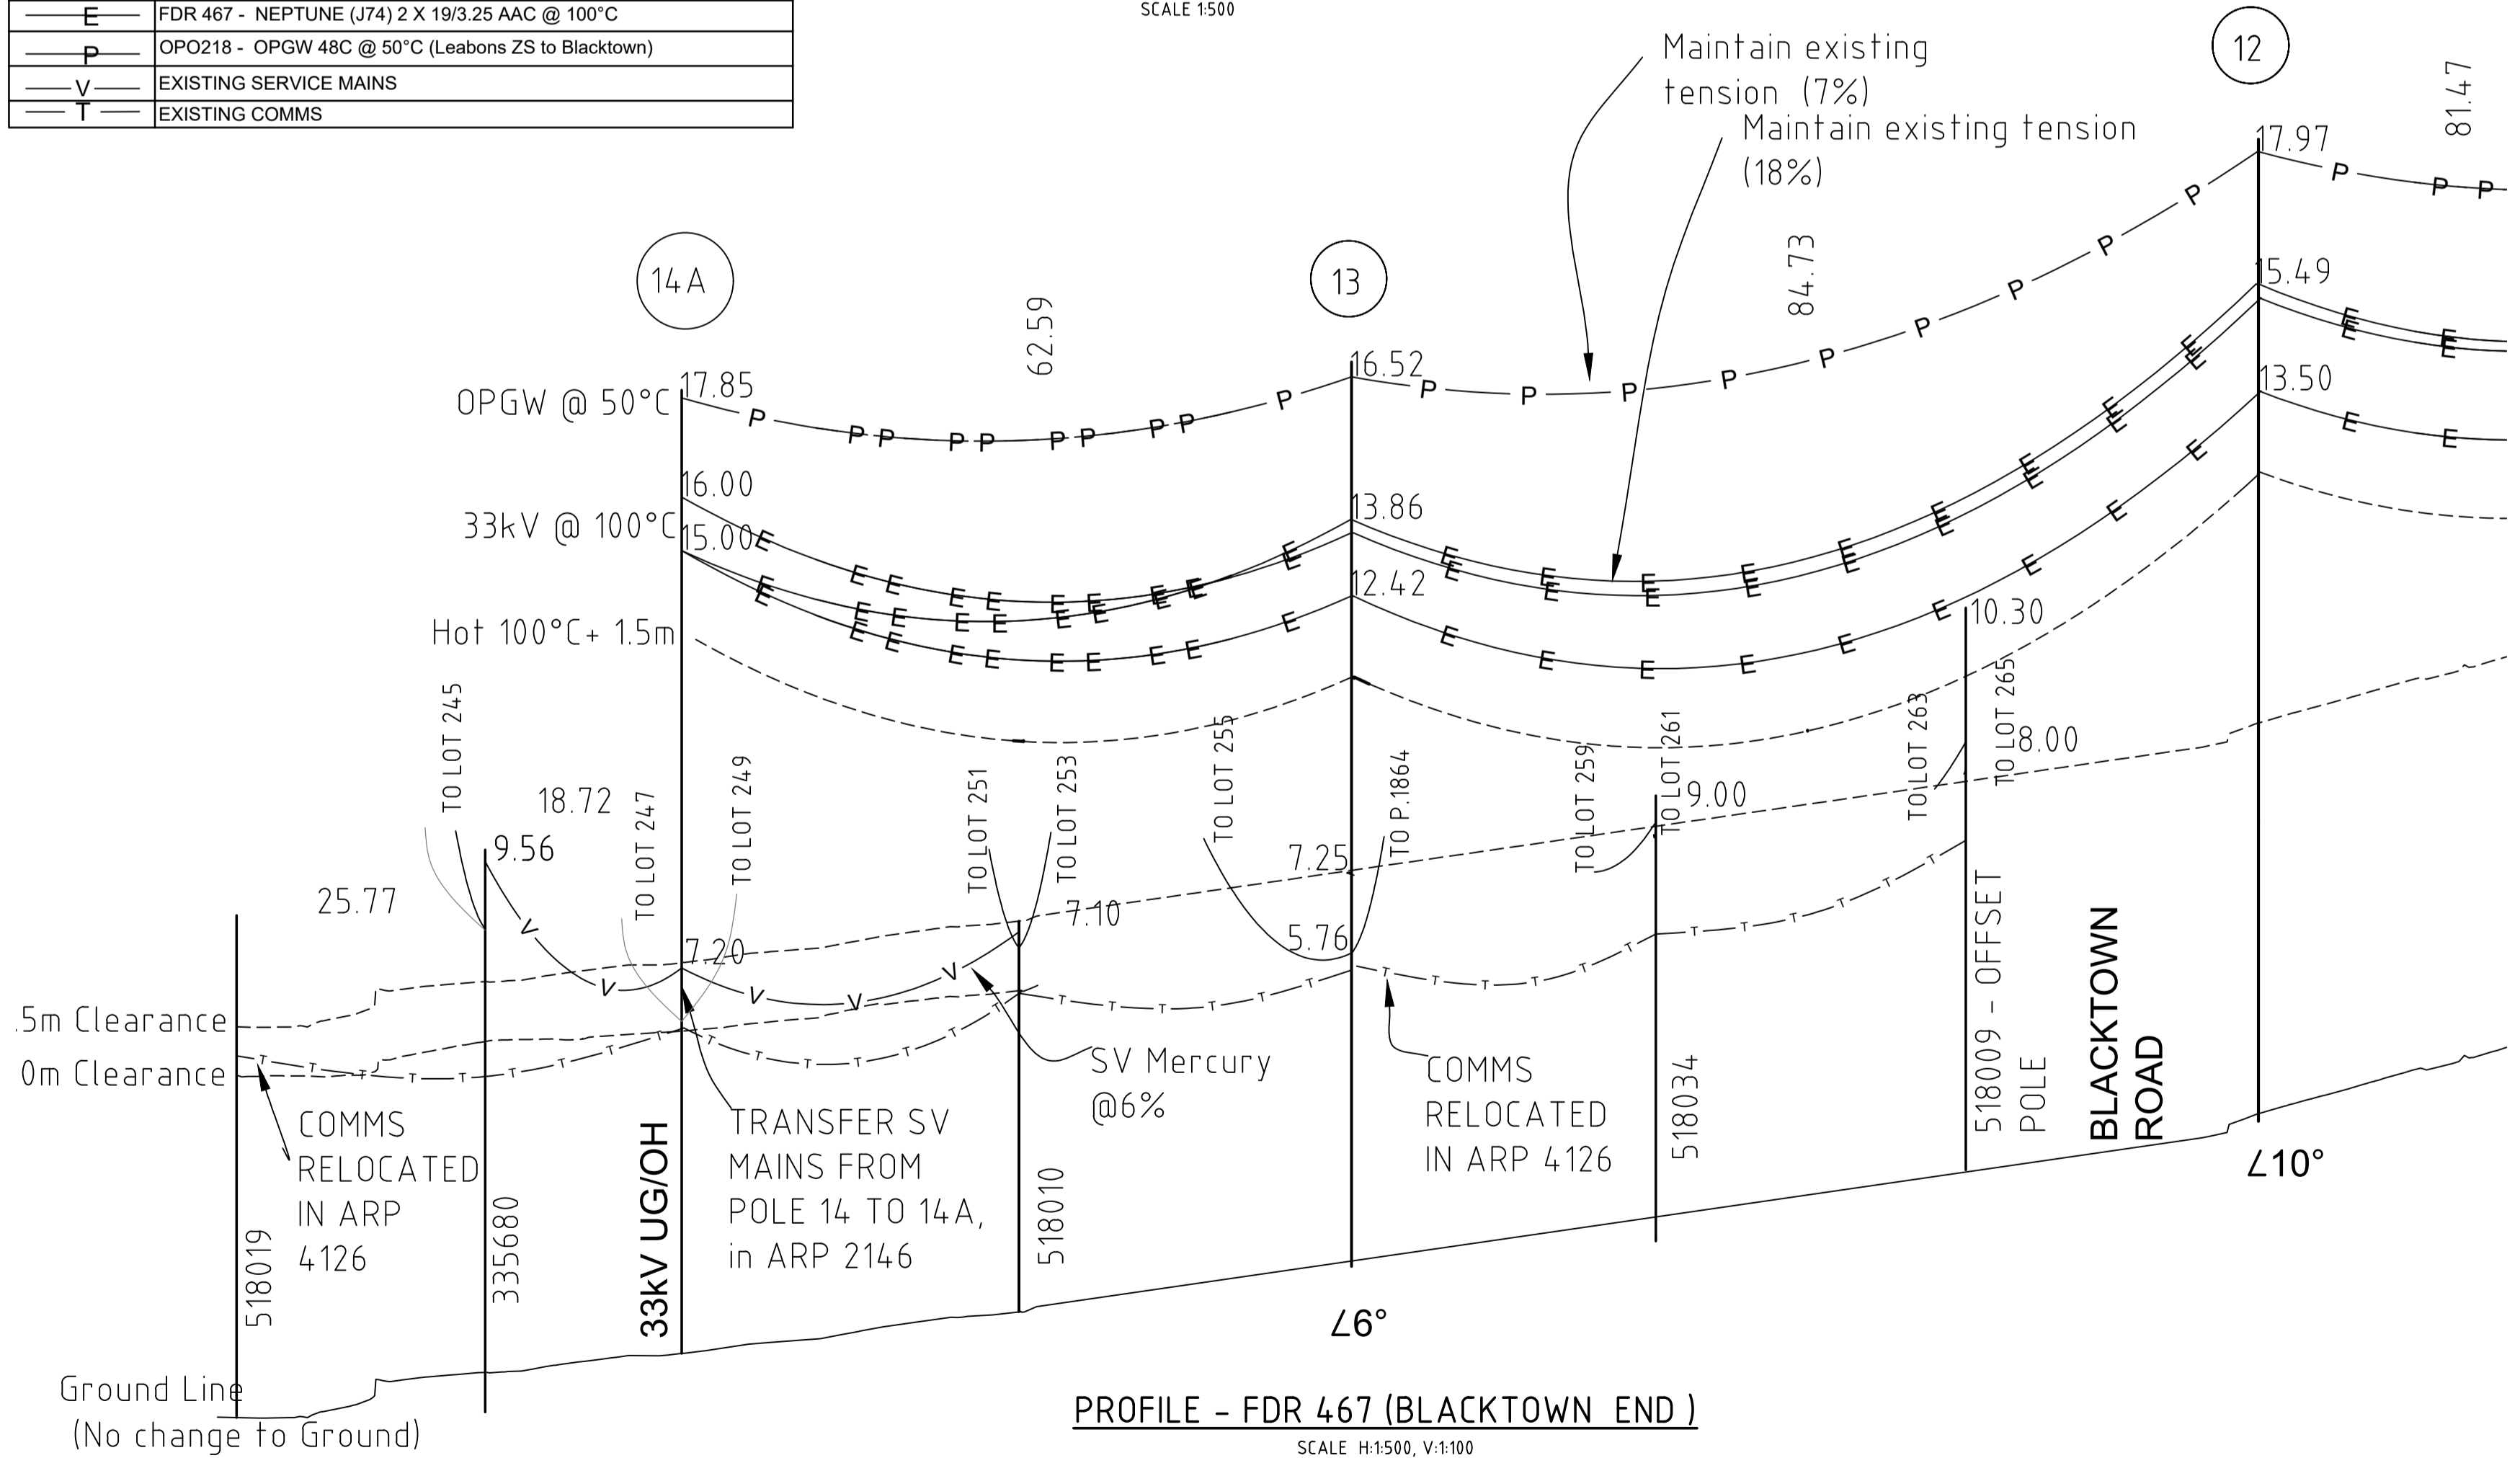 E FDR 467 - NEPTUNE (J74) 2 X 19/3.25 AAC @ 100°C
P OPO218 - OPGW 48C @ 50°C (Leabons ZS to Blacktown)
V EXISTING SERVICE MAINS
T EXISTING COMMS
SCALE 1:500
Maintain existing
tension (7%)
Maintain existing tension
(18%)
12
81.47
17.97
15.49
13.50
14A
62.59
13
84.73
OPGW @ 50°C
17.85
16.52
16.00
33kV @ 100°C
15.00
13.86
12.42
Hot 100°C+ 1.5m
10.30
TO LOT 245
18.72
TO LOT 247
TO LOT 249
TO LOT 251
TO LOT 253
TO LOT 255
TO P.1864
TO LOT 259
TO LOT 261
TO LOT 263
TO LOT 265
8.00
9.00
9.56
25.77
7.25
7.10
7.20
5.76
.5m Clearance
0m Clearance
COMMS
RELOCATED
IN ARP
4126
518019
335680
33kV UG/OH
TRANSFER SV
MAINS FROM
POLE 14 TO 14A,
in ARP 2146
SV Mercury
@6%
518010
COMMS
RELOCATED
IN ARP 4126
518034
518009 - OFFSET
POLE
BLACKTOWN
ROAD
∠10°
∠6°
Ground Line
(No change to Ground)
PROFILE - FDR 467 (BLACKTOWN END )
SCALE H:1:500, V:1:100